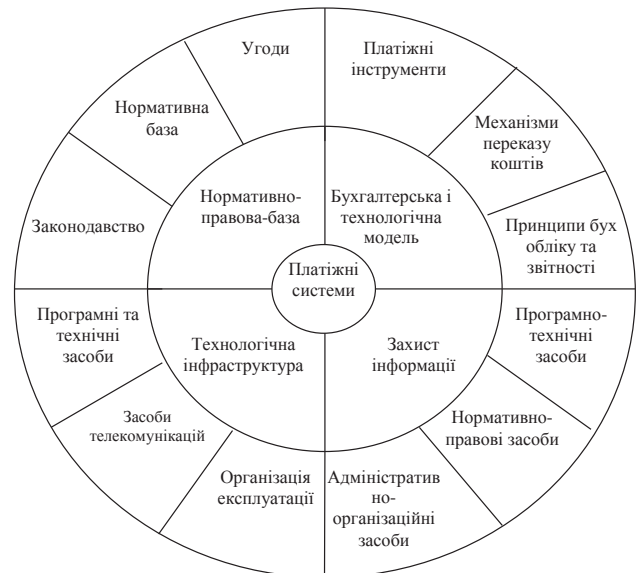 Угоди
Платіжні
інструменти
Нормативна
база
Механізми
переказу
коштів
Законодавство
Нормативно-
правова-база
Бухгалтерська і
технологічна
модель
Принципи бух
обліку та
звітності
Платіжні
системи
Програмні та
технічні
засоби
Технологічна
інфраструктура
Захист
інформації
Програмно-
технічні
засоби
Засоби
телекомунікацій
Нормативно-
правові засоби
Організація
експлуатації
Адміністратив
но-
організаційні
засоби